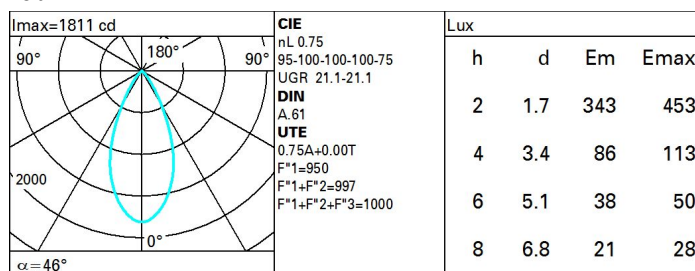 Imax=1811 cd
90° 180° 90°
2000
0°
α=46°
CIE
nL 0.75
95-100-100-100-75
UGR 21.1-21.1
DIN
A.61
UTE
0.75A+0.00T
F"1=950
F"1+F"2=997
F"1+F"2+F"3=1000
Lux
h d Em Emax
2 1.7 343 453
4 3.4 86 113
6 5.1 38 50
8 6.8 21 28